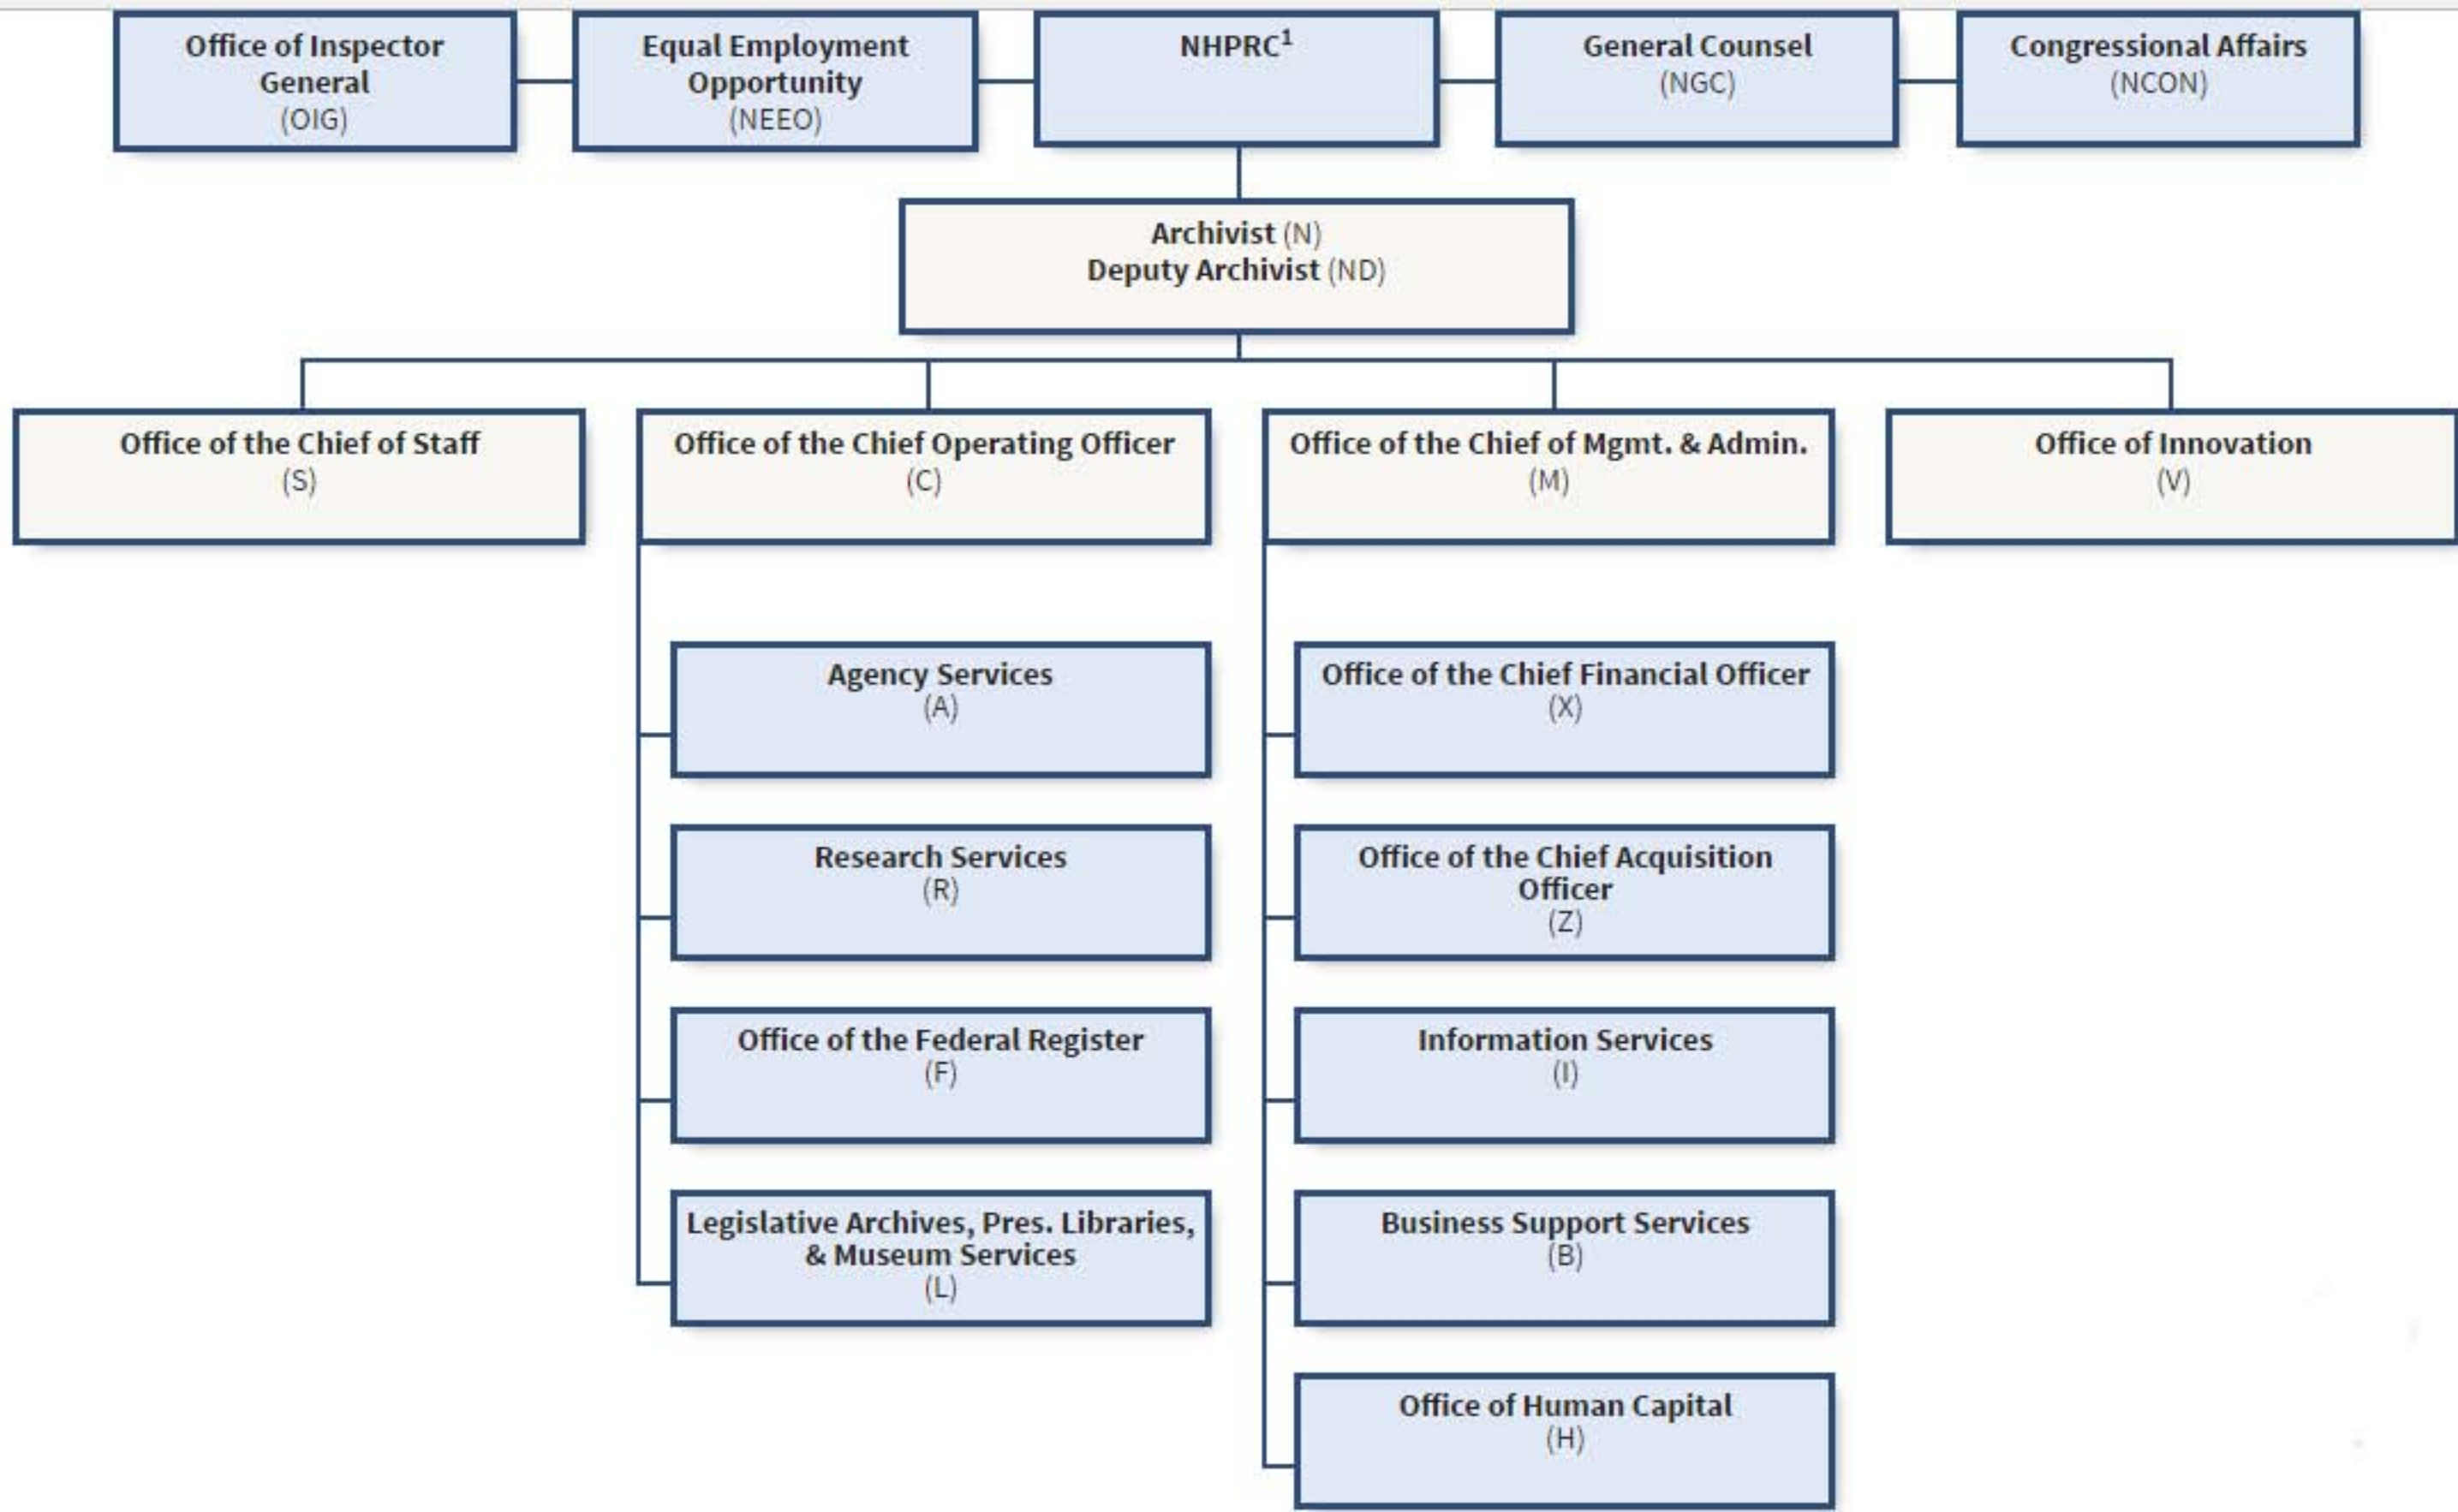 Office of Inspector
General
(OIG)
Equal Employment
Opportunity
(NEEO)
NHPRC¹
General Counsel
(NGC)
Congressional Affairs
(NCON)
Archivist (N)
Deputy Archivist (ND)
Office of the Chief of Staff
(S)
Office of the Chief Operating Officer
(C)
Office of the Chief of Mgmt. & Admin.
(M)
Office of Innovation
(V)
Agency Services
(A)
Research Services
(R)
Office of the Federal Register
(F)
Legislative Archives, Pres. Libraries,
& Museum Services
(L)
Office of the Chief Financial Officer
(X)
Office of the Chief Acquisition
Officer
(Z)
Information Services
(I)
Business Support Services
(B)
Office of Human Capital
(H)